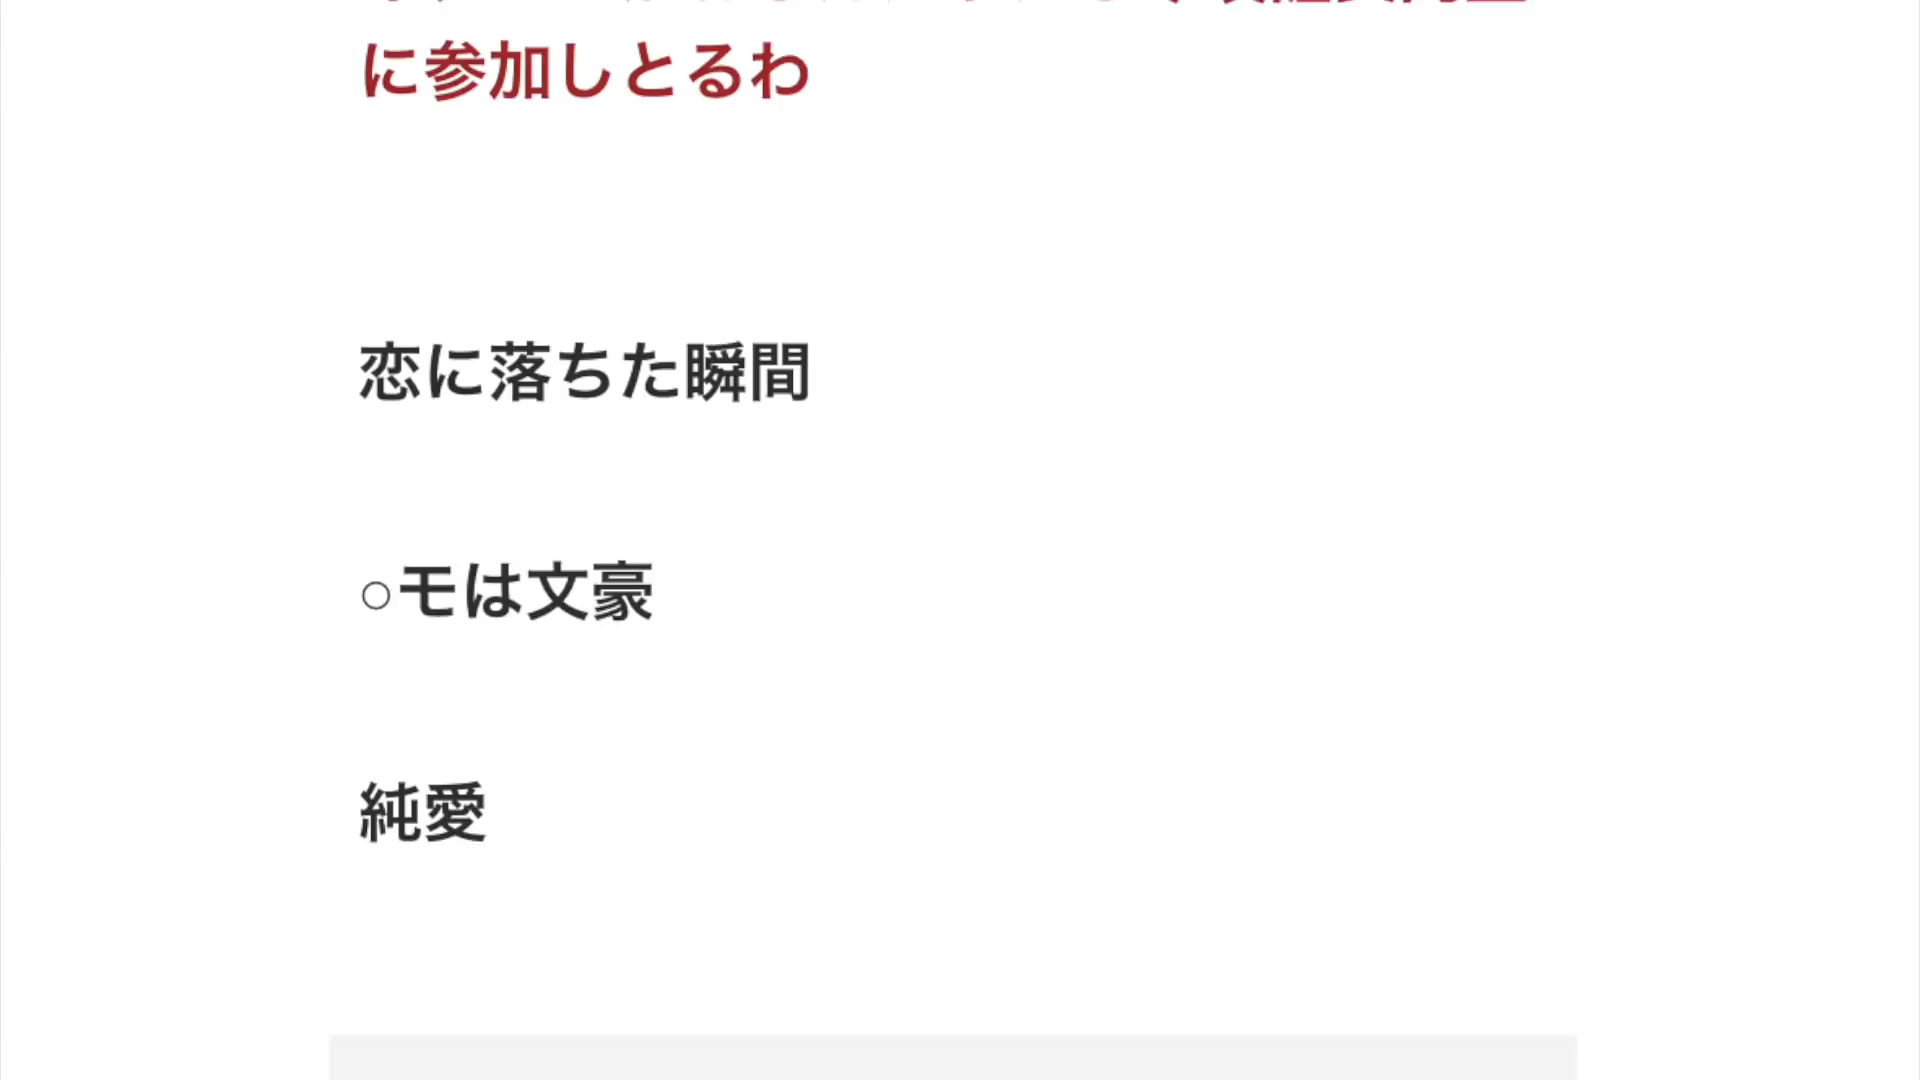 に参加しとるわ
恋に落ちた瞬間
○モは文豪
純愛